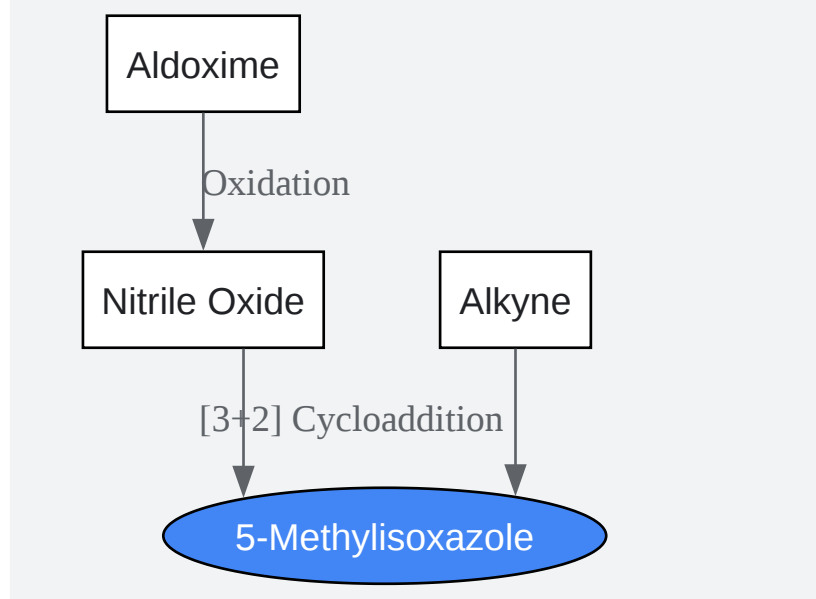 Aldoxime
Oxidation
Nitrile Oxide
Alkyne
[3+2] Cycloaddition
5-Methylisoxazole